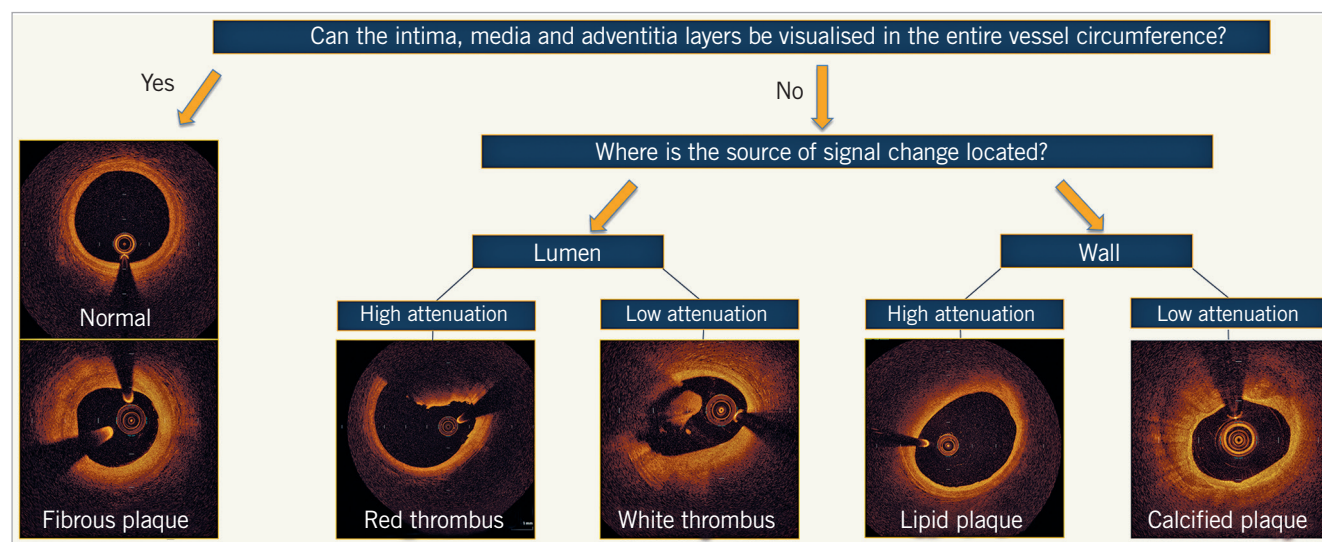 Can the intima, media and adventitia layers be visualised in the entire vessel circumference?
Yes
No
Where is the source of signal change located?
Lumen
Wall
High attenuation
Low attenuation
High attenuation
Low attenuation
Normal
Fibrous plaque
Red thrombus
White thrombus
Lipid plaque
Calcified plaque